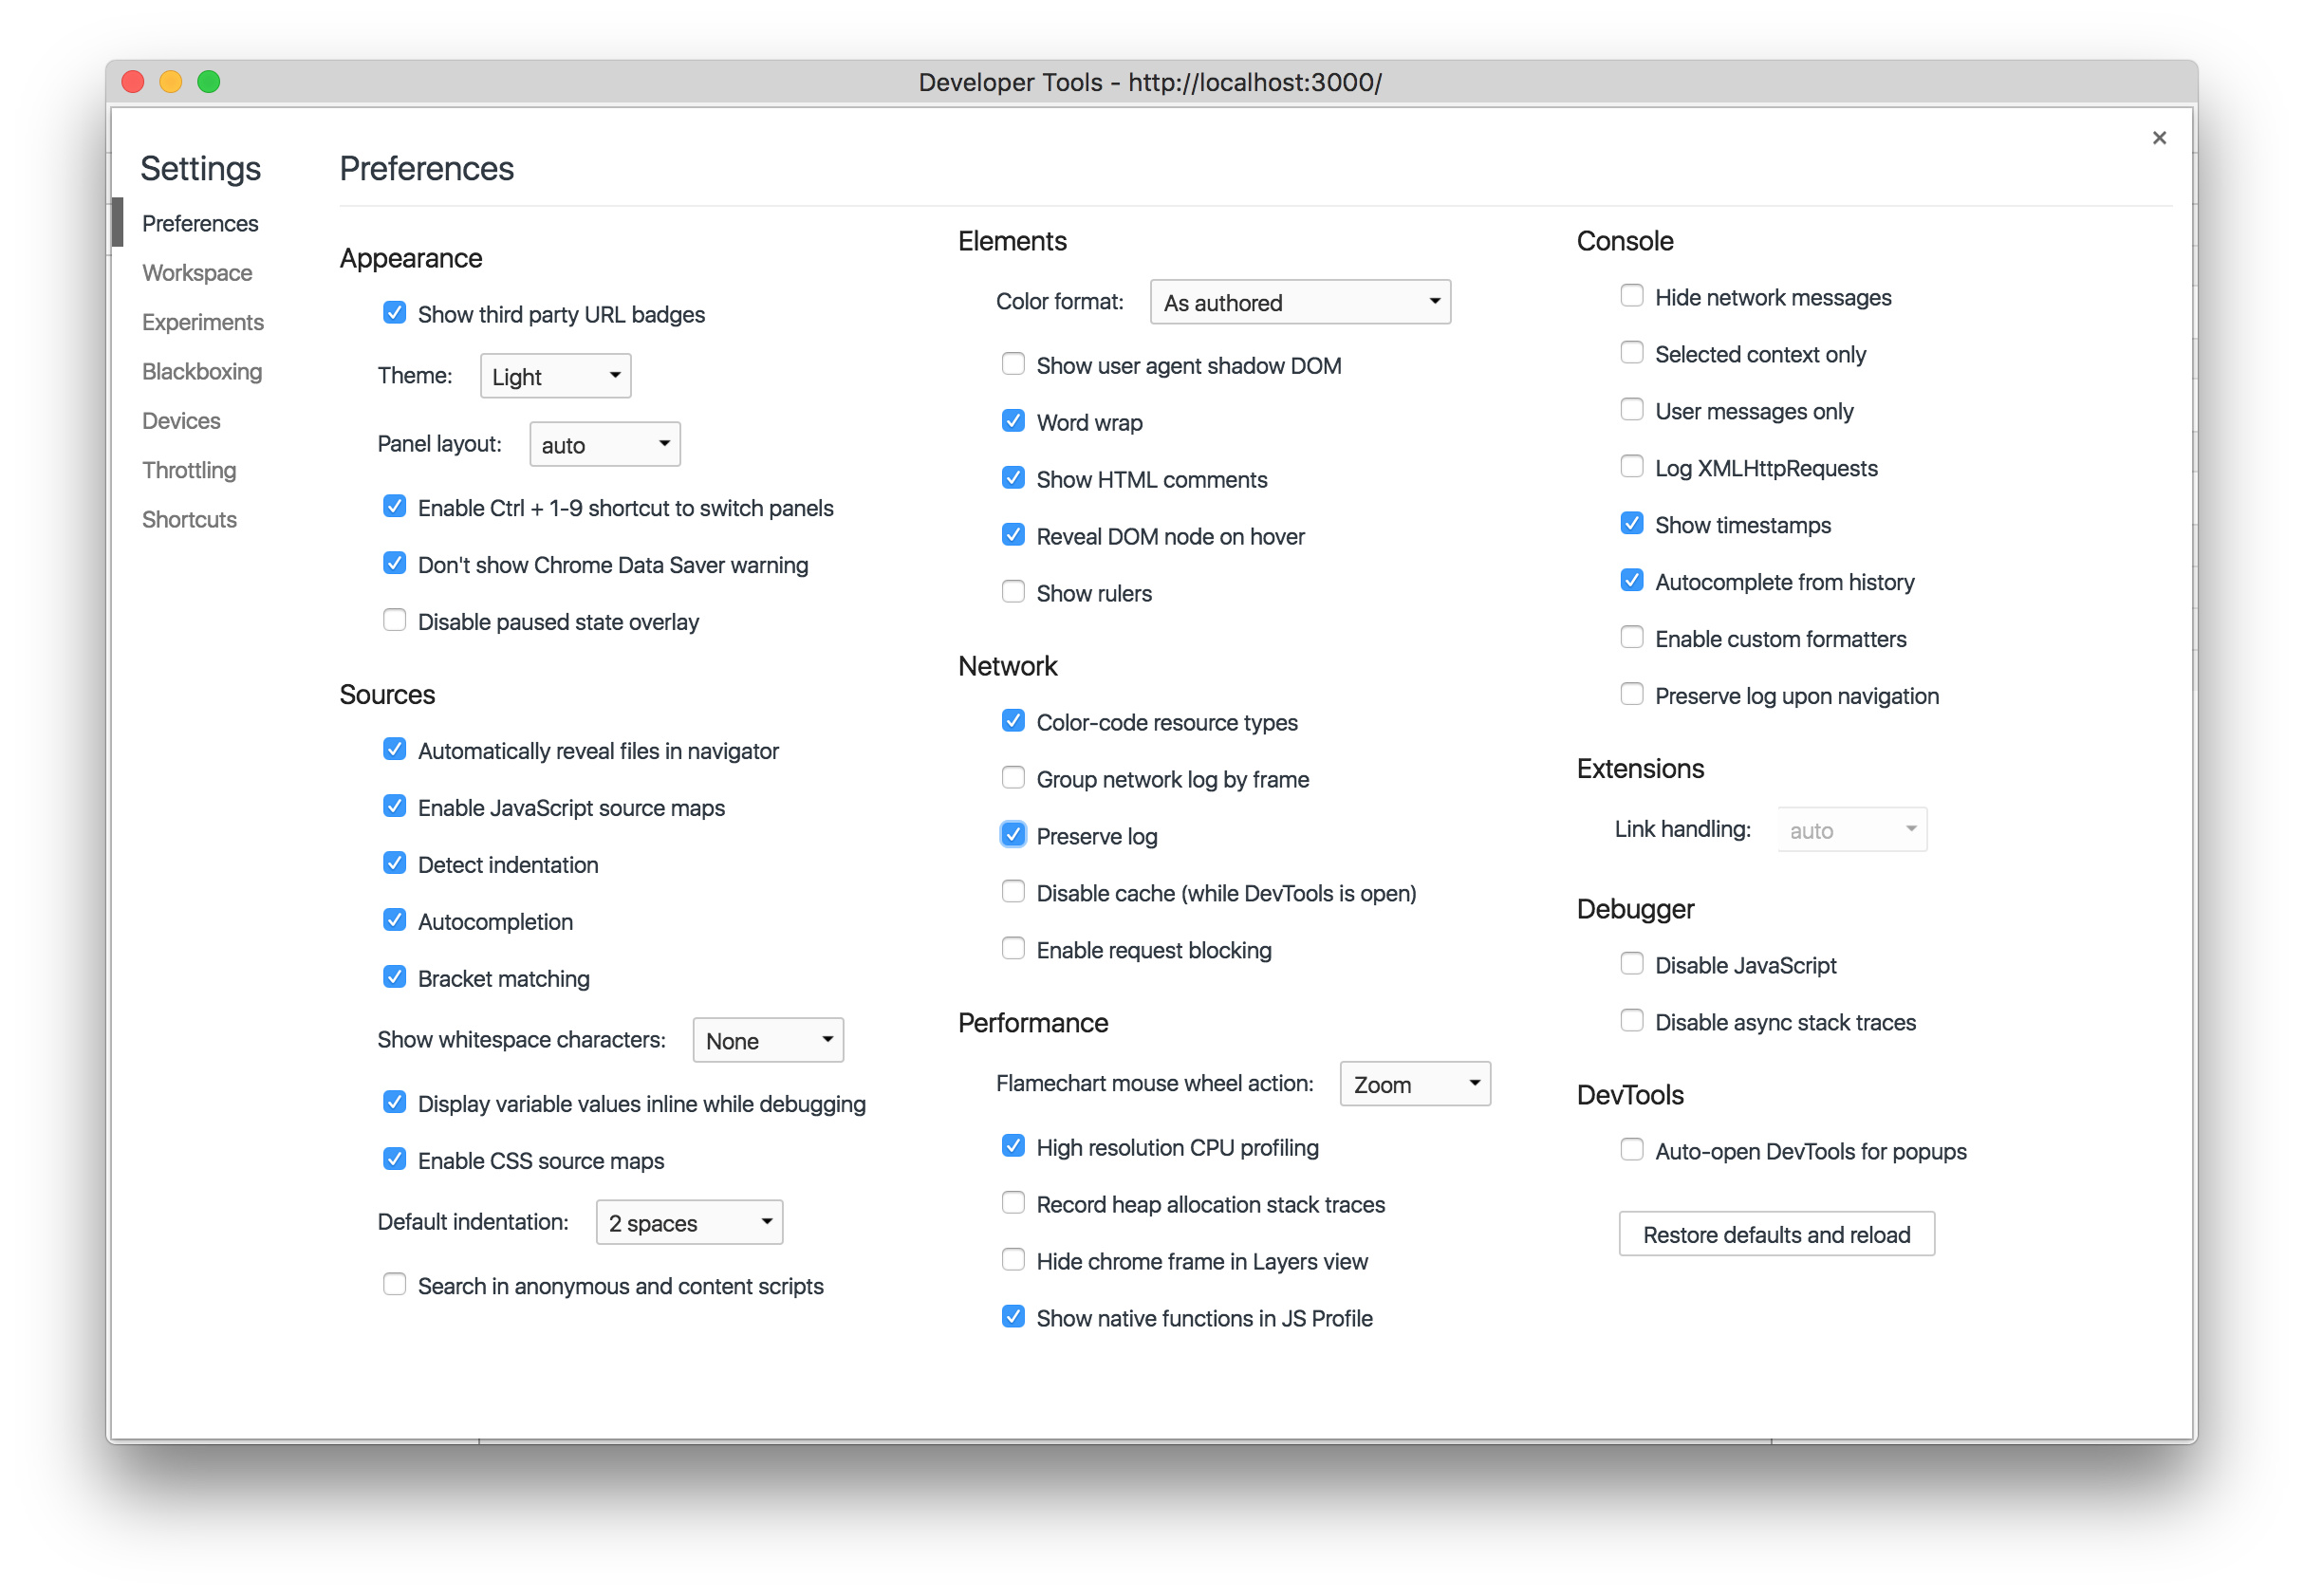 Developer Tools - http://localhost:3000/
Settings
Preferences
Workspace
Experiments
Blackboxing
Devices
Throttling
Shortcuts
Preferences
Appearance
Show third party URL badges
Theme: Light
Panel layout: auto
Enable Ctrl + 1-9 shortcut to switch panels
Don't show Chrome Data Saver warning
Disable paused state overlay
Sources
Automatically reveal files in navigator
Enable JavaScript source maps
Detect indentation
Autocompletion
Bracket matching
Show whitespace characters: None
Display variable values inline while debugging
Enable CSS source maps
Default indentation: 2 spaces
Search in anonymous and content scripts
Elements
Color format: As authored
Show user agent shadow DOM
Word wrap
Show HTML comments
Reveal DOM node on hover
Show rulers
Network
Color-code resource types
Group network log by frame
Preserve log
Disable cache (while DevTools is open)
Enable request blocking
Performance
Flamechart mouse wheel action: Zoom
High resolution CPU profiling
Record heap allocation stack traces
Hide chrome frame in Layers view
Show native functions in JS Profile
Console
Hide network messages
Selected context only
User messages only
Log XMLHttpRequests
Show timestamps
Autocomplete from history
Enable custom formatters
Preserve log upon navigation
Extensions
Link handling: auto
Debugger
Disable JavaScript
Disable async stack traces
DevTools
Auto-open DevTools for popups
Restore defaults and reload